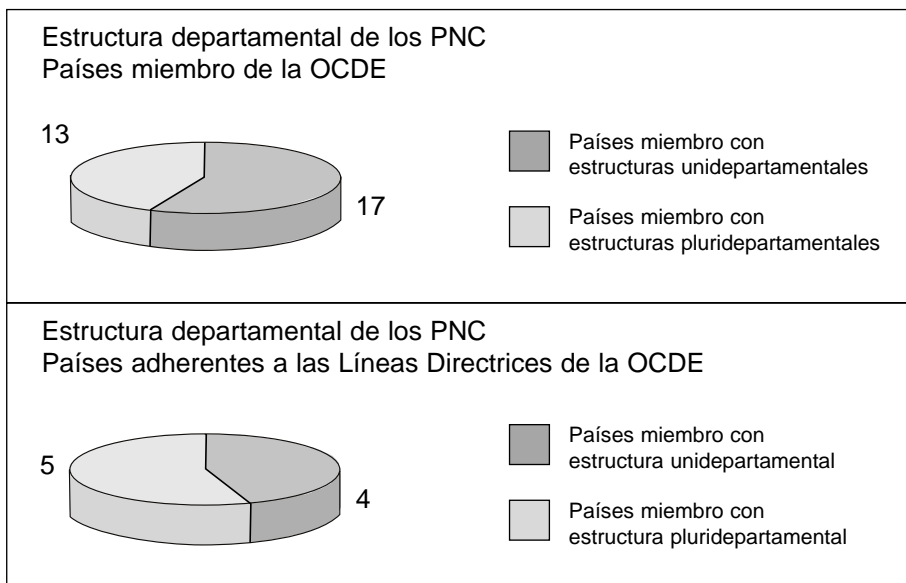 Estructura departamental de los PNC
Países miembro de la OCDE
13
17
Países miembro con
estructuras unidepartamentales
Países miembro con
estructuras pluridepartamentales
Estructura departamental de los PNC
Países adherentes a las Líneas Directrices de la OCDE
5
4
Países miembro con
estructura unidepartamental
Países miembro con
estructura pluridepartamental